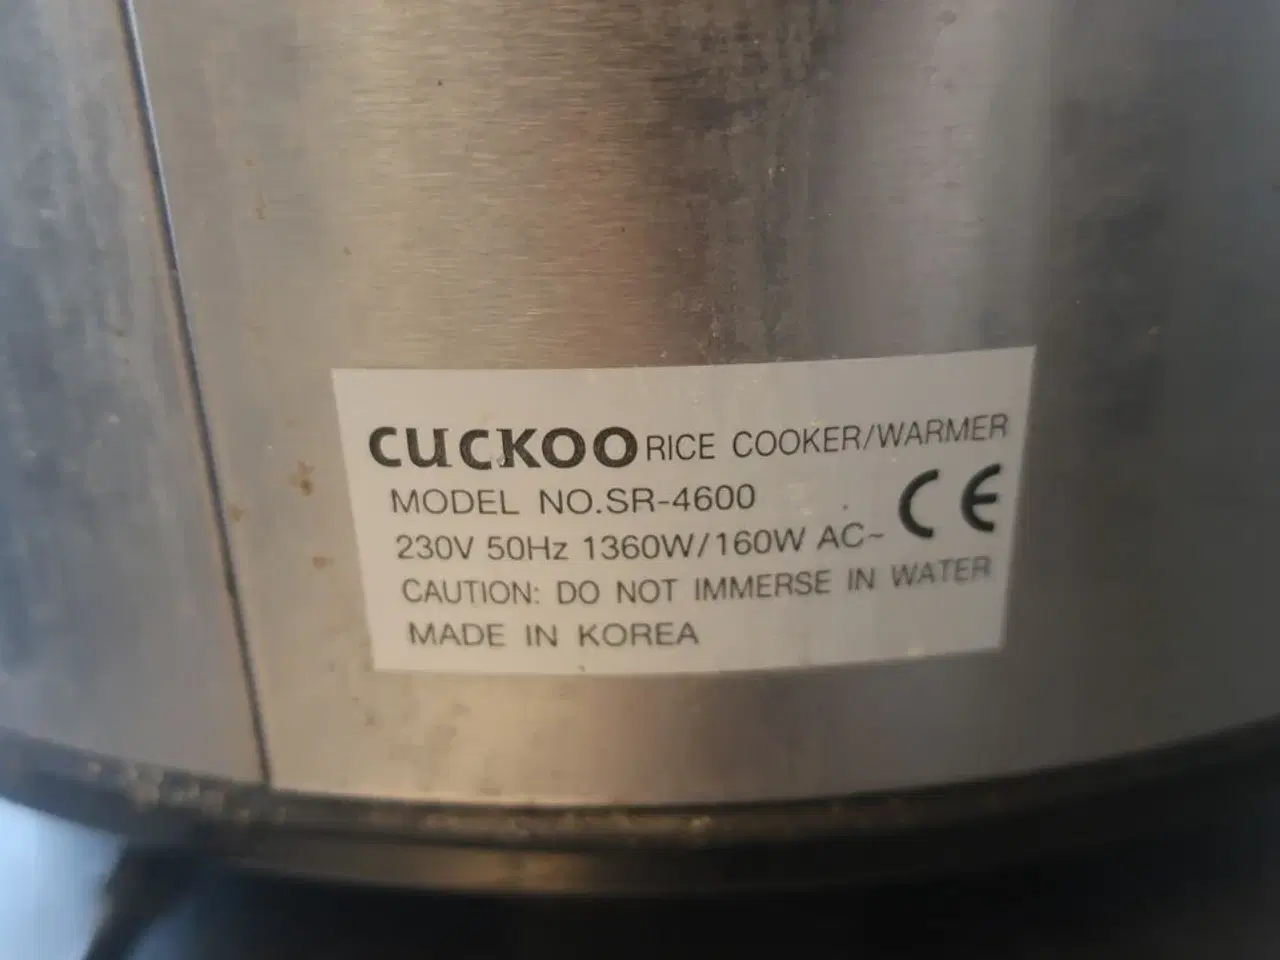 CUCKOO RICE COOKER/WARMER
MODEL NO.SR-4600
230V 50Hz 1360W/160W AC~ CE
CAUTION: DO NOT IMMERSE IN WATER
MADE IN KOREA